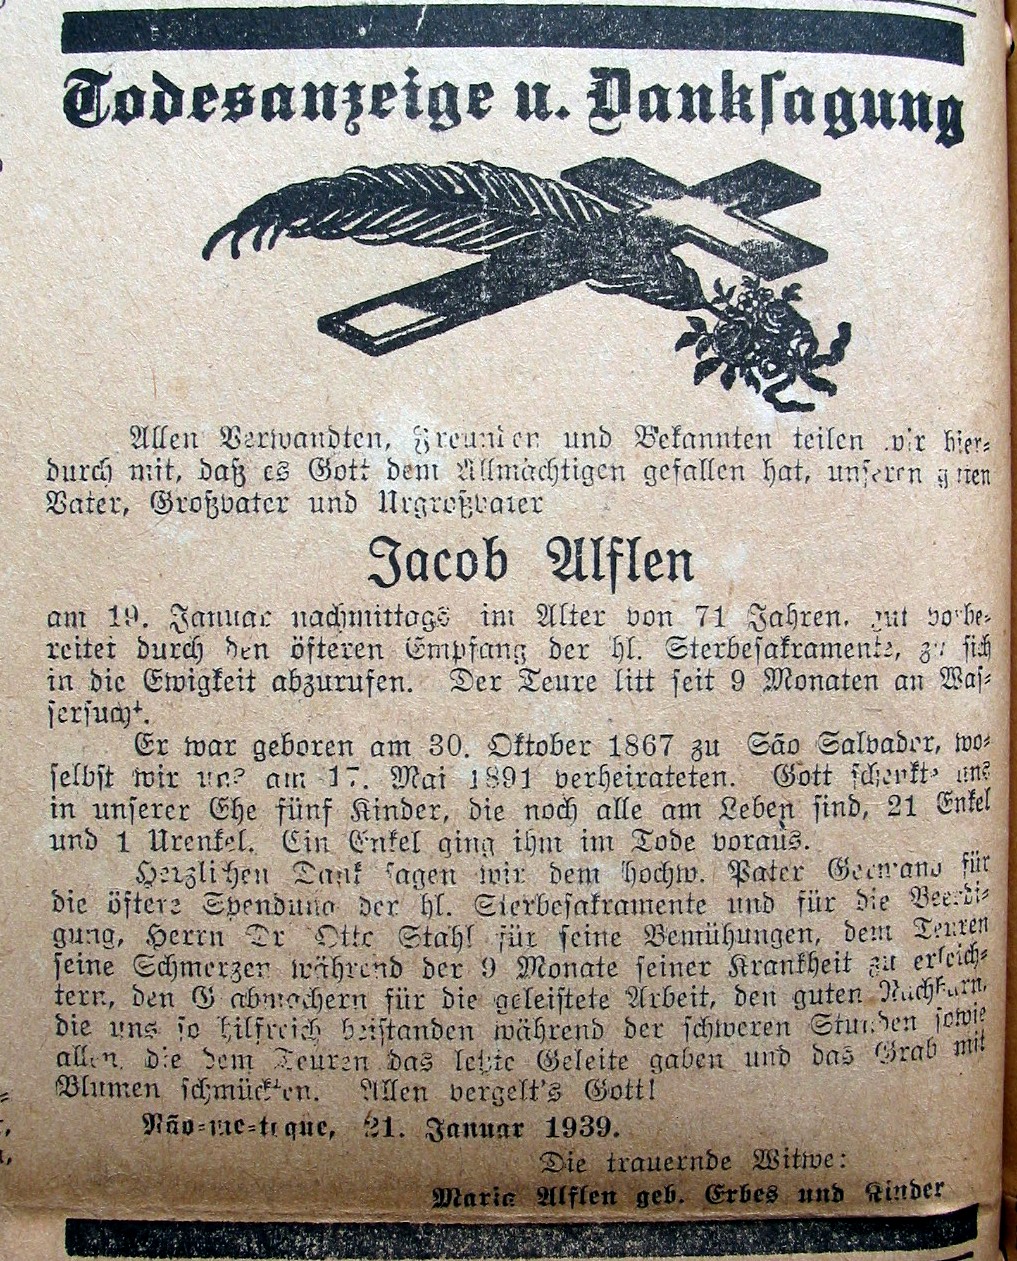 Todesanzeige u. Danksagung
Allen Verwandten, Freunden und Bekannten teilen wir hier-
durch mit, daß es Gott dem Allmächtigen gefallen hat, unseren guten
Vater, Großvater und Urgroßvater
Jacob Alflen
am 19. Januar nachmittags im Alter von 71 Jahren, gut vorbe-
reitet durch den öfteren Empfang der hl. Sterbesakramente, zu sich
in die Ewigkeit abzurufen. Der Teure litt seit 9 Monaten an Was-
sersucht.
Er war geboren am 30. Oktober 1867 zu São Salvador, wo-
selbst wir uns am 17. Mai 1891 verheirateten. Gott schenkte uns
in unserer Ehe fünf Kinder, die noch alle am Leben sind, 21 Enkel
und 1 Urenkel. Ein Enkel ging ihm im Tode voraus.
Herzlichen Dank sagen wir dem hochw. Pater Germano für
die öftere Spendung der hl. Sterbesakramente und für die Beerdi-
gung, Herrn Dr Otto Stahl für seine Bemühungen, dem Teuren
seine Schmerzen während der 9 Monate seiner Krankheit zu erleich-
tern, den G abmachern für die geleistete Arbeit, den guten Nachbarn,
die uns so hilfreich beistanden während der schweren Stunden sowie
allen, die dem Teuren das letzte Geleite gaben und das Grab mit
Blumen schmückten. Allen vergelt's Gott!
Não-me-toque, 21. Januar 1939.
Die trauernde Witwe:
Maria Alflen geb. Erbes und Kinder